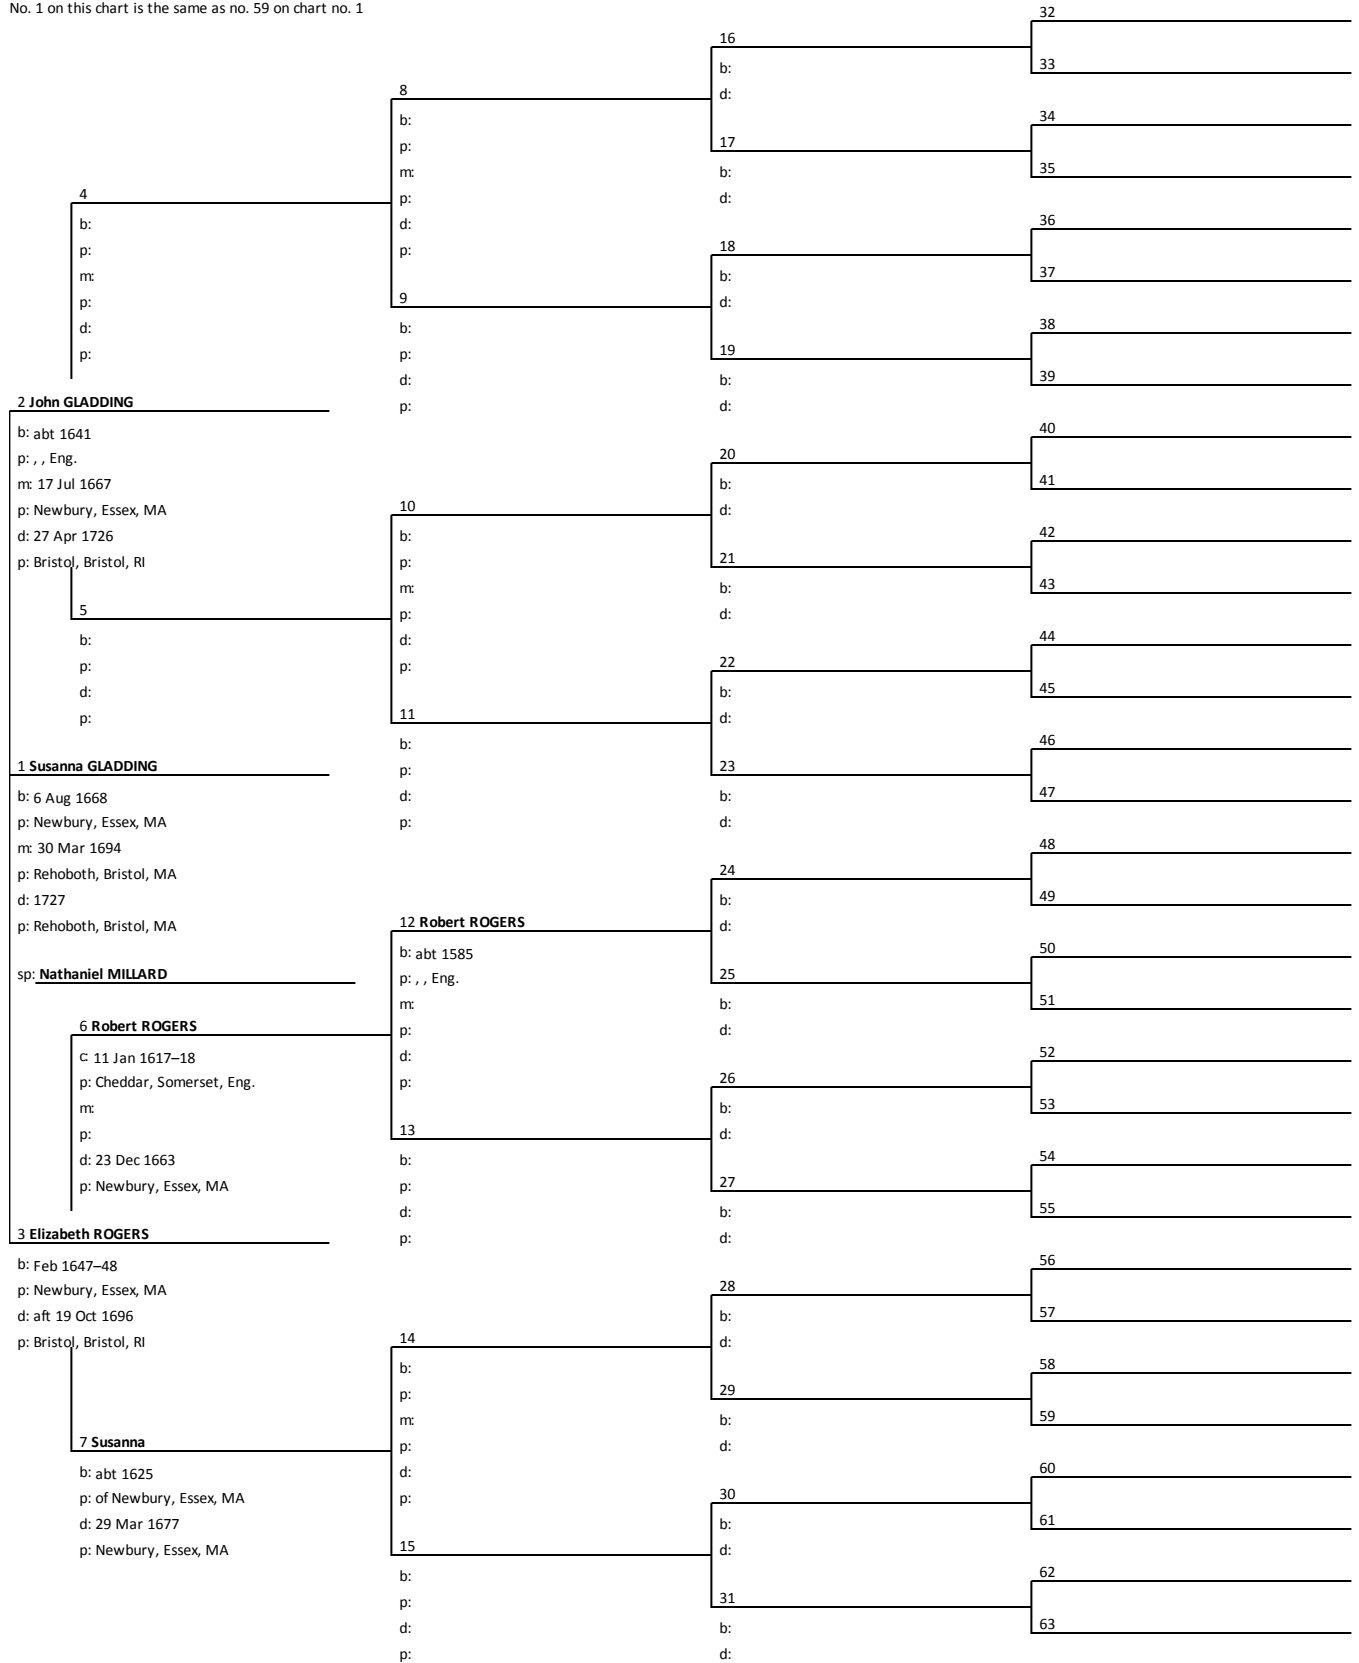 No. 1 on this chart is the same as no. 59 on chart no. 1
4
b:
p:
m:
p:
d:
p:
2 John GLADDING
b: abt 1641
p: , , Eng.
m: 17 Jul 1667
p: Newbury, Essex, MA
d: 27 Apr 1726
p: Bristol, Bristol, RI
5
b:
p:
d:
p:
1 Susanna GLADDING
b: 6 Aug 1668
p: Newbury, Essex, MA
m: 30 Mar 1694
p: Rehoboth, Bristol, MA
d: 1727
p: Rehoboth, Bristol, MA
sp: Nathaniel MILLARD
6 Robert ROGERS
c: 11 Jan 1617–18
p: Cheddar, Somerset, Eng.
m:
p:
d: 23 Dec 1663
p: Newbury, Essex, MA
3 Elizabeth ROGERS
b: Feb 1647–48
p: Newbury, Essex, MA
d: aft 19 Oct 1696
p: Bristol, Bristol, RI
7 Susanna
b: abt 1625
p: of Newbury, Essex, MA
d: 29 Mar 1677
p: Newbury, Essex, MA
8
b:
p:
m:
p:
d:
p:
9
b:
p:
d:
p:
10
b:
p:
m:
p:
d:
p:
11
b:
p:
d:
p:
12 Robert ROGERS
b: abt 1585
p: , , Eng.
m:
p:
d:
p:
13
b:
p:
d:
p:
14
b:
p:
m:
p:
d:
p:
15
b:
p:
d:
p:
16
b:
d:
17
b:
d:
18
b:
d:
19
b:
d:
20
b:
d:
21
b:
d:
22
b:
d:
23
b:
d:
24
b:
d:
25
b:
d:
26
b:
d:
27
b:
d:
28
b:
d:
29
b:
d:
30
b:
d:
31
b:
d:
32
33
34
35
36
37
38
39
40
41
42
43
44
45
46
47
48
49
50
51
52
53
54
55
56
57
58
59
60
61
62
63